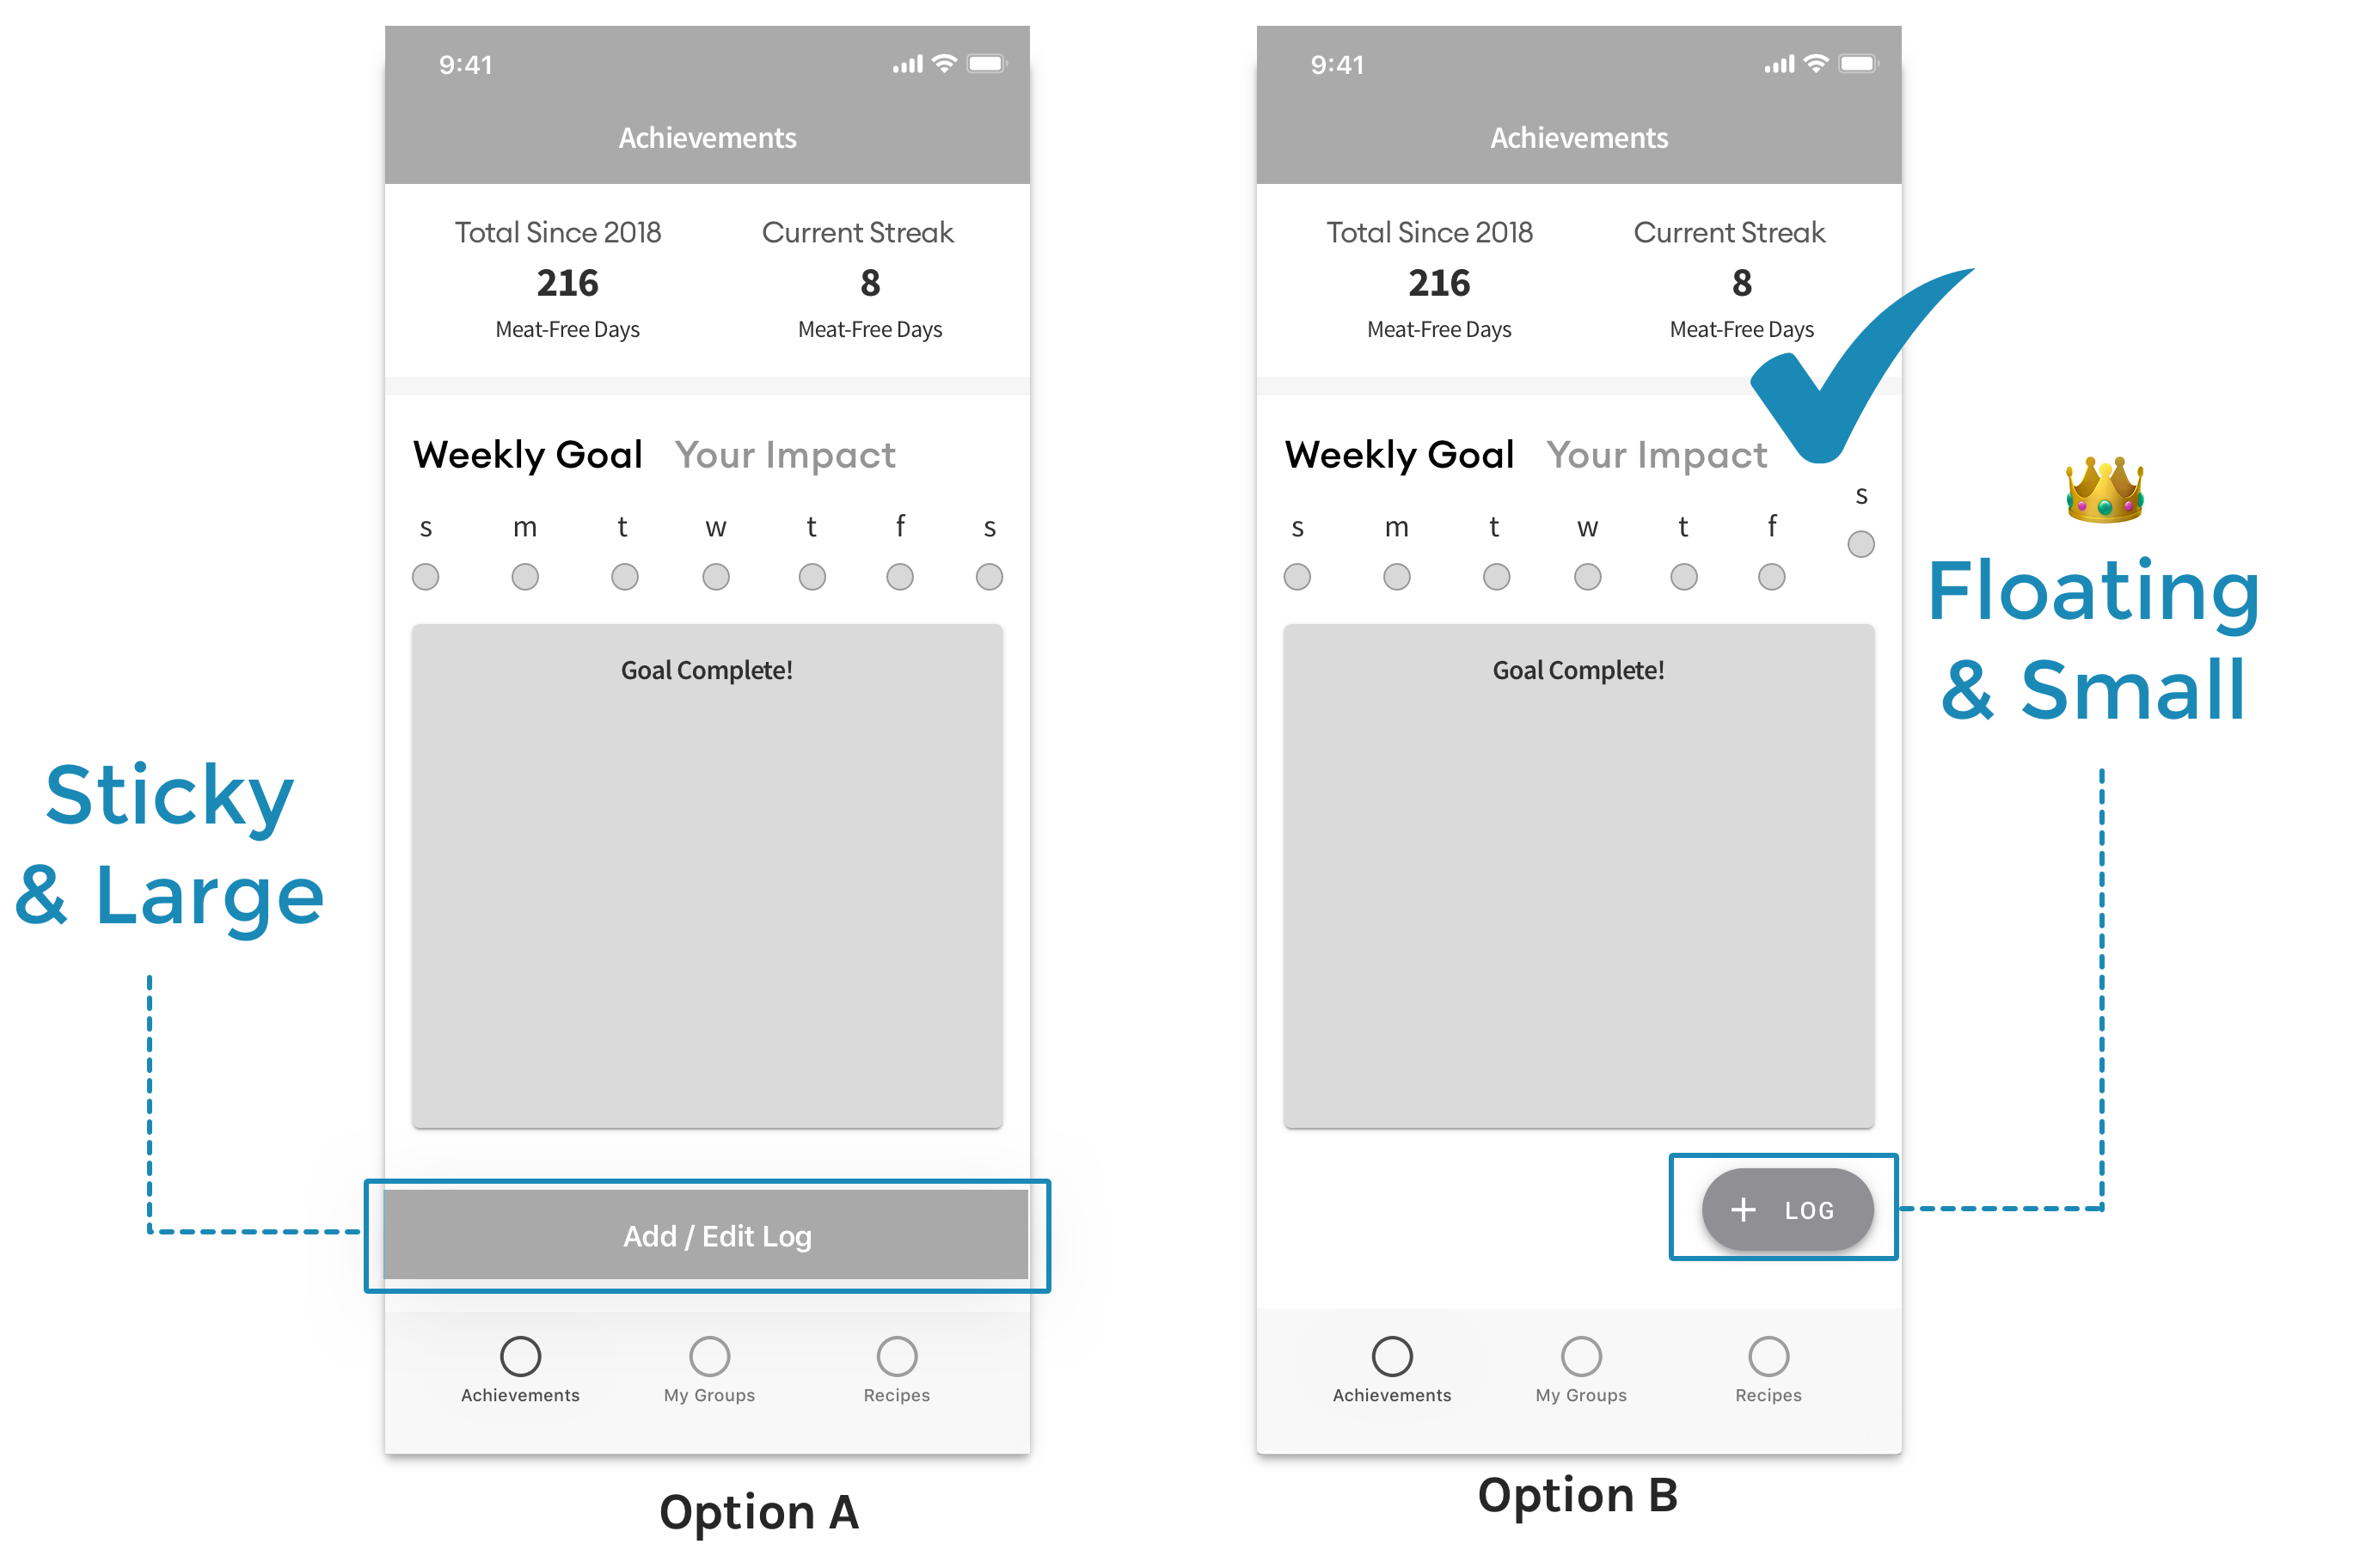 9:41
Achievements
Total Since 2018 Current Streak
216 8
Meat-Free Days Meat-Free Days
Weekly Goal Your Impact
s m t w t f s
Goal Complete!
Add / Edit Log
Achievements My Groups Recipes
Option A
Sticky
& Large
9:41
Achievements
Total Since 2018 Current Streak
216 8
Meat-Free Days Meat-Free Days
Weekly Goal Your Impact
s m t w t f s
Goal Complete!
+ LOG
Achievements My Groups Recipes
Option B
Floating
& Small